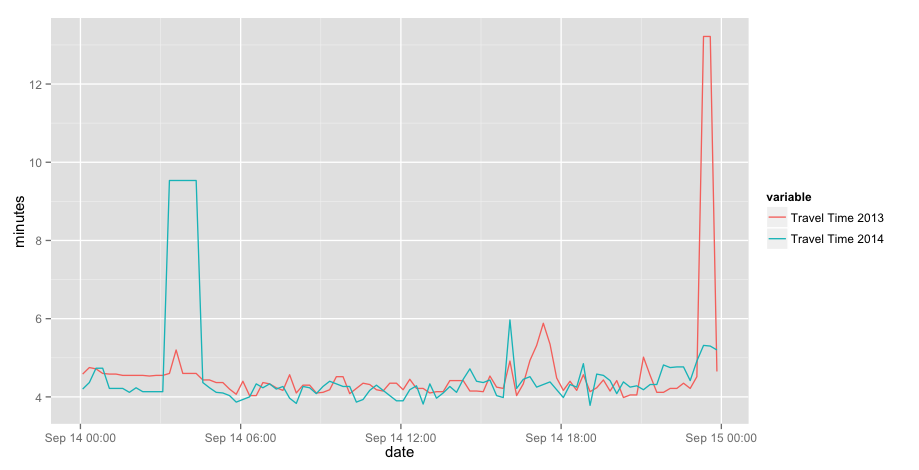 12
10
8
6
4
minutes
Sep 14 00:00
Sep 14 06:00
Sep 14 12:00
Sep 14 18:00
Sep 15 00:00
date
variable
Travel Time 2013
Travel Time 2014